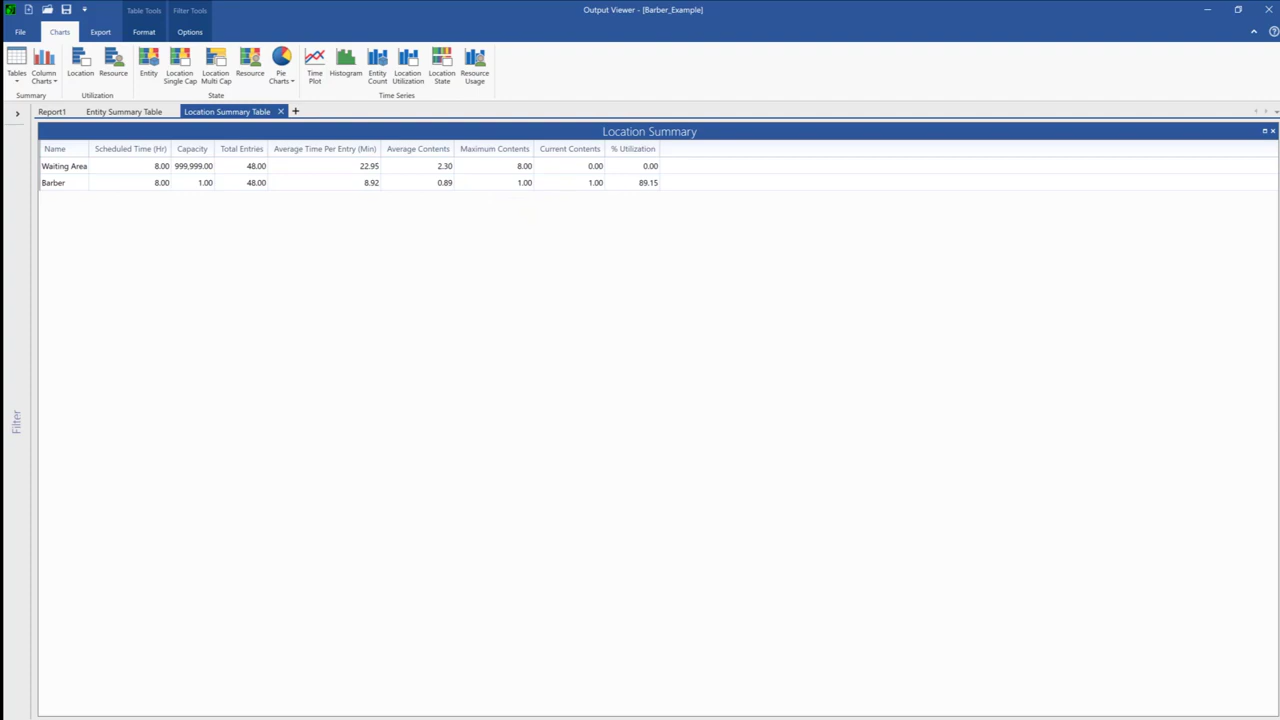 Table Tools Filter Tools Output Viewer - [Barber_Example]
File Charts Export Format Options
Tables Column Charts Location Resource Entity Location Single Cap Location Multi Cap Resource Pie Charts Time Plot Histogram Entity Count Location Utilization Location State Resource Usage
Summary Utilization State Time Series
Report1 Entity Summary Table Location Summary Table
Location Summary
Name Scheduled Time (Hr) Capacity Total Entries Average Time Per Entry (Min) Average Contents Maximum Contents Current Contents % Utilization
Waiting Area 8.00 999,999.00 48.00 22.95 2.30 8.00 0.00 0.00
Barber 8.00 1.00 48.00 8.92 0.89 1.00 1.00 89.15
Filter